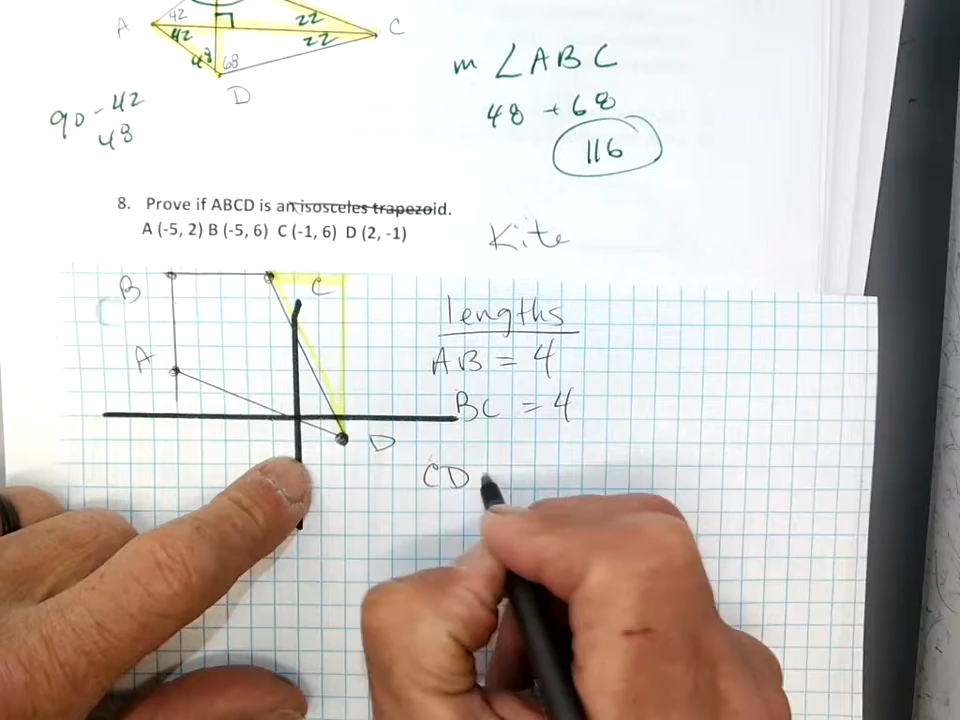 A 42 22 C
42 22
48 68
D
90 - 42
48
m ∠ABC
48 + 68
116
8. Prove if ABCD is an isosceles trapezoid.
A (-5, 2) B (-5, 6) C (-1, 6) D (2, -1)
Kite
B C
A
D
lengths
AB = 4
BC = 4
CD